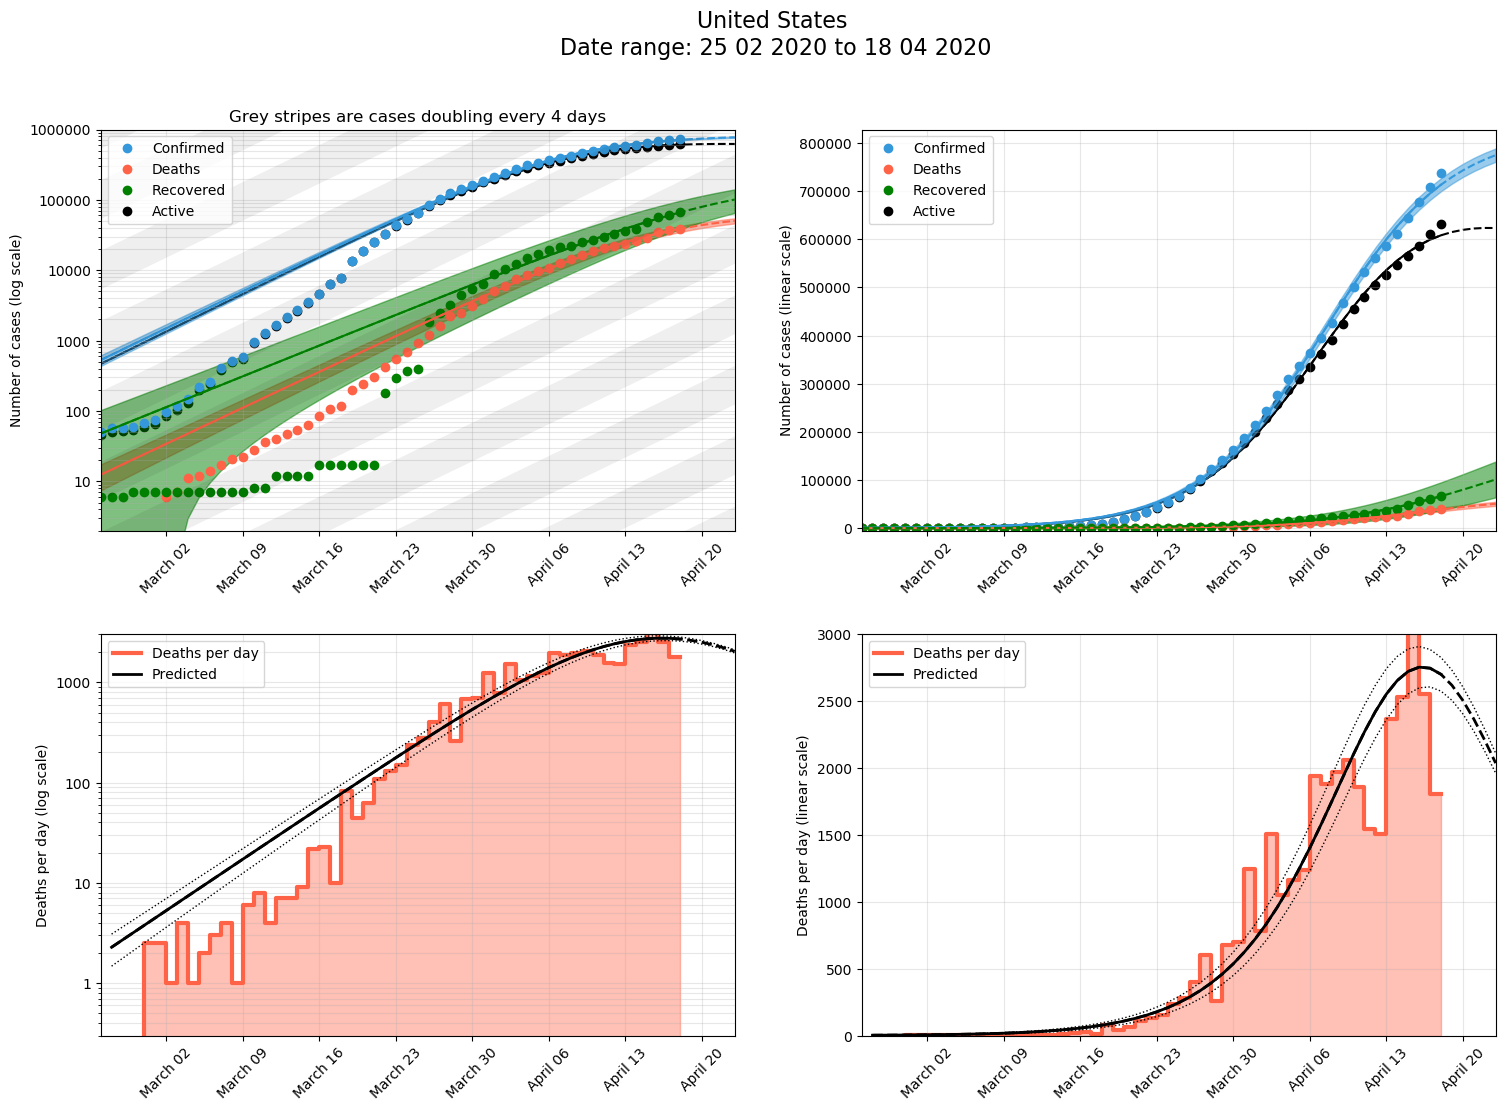 United States
Date range: 25 02 2020 to 18 04 2020
Grey stripes are cases doubling every 4 days
Number of cases (log scale)
1000000
100000
10000
1000
100
10
Confirmed
Deaths
Recovered
Active
March 02
March 09
March 16
March 23
March 30
April 06
April 13
April 20
Number of cases (linear scale)
800000
700000
600000
500000
400000
300000
200000
100000
0
Confirmed
Deaths
Recovered
Active
March 02
March 09
March 16
March 23
March 30
April 06
April 13
April 20
Deaths per day (log scale)
1000
100
10
1
Deaths per day
Predicted
March 02
March 09
March 16
March 23
March 30
April 06
April 13
April 20
Deaths per day (linear scale)
3000
2500
2000
1500
1000
500
0
Deaths per day
Predicted
March 02
March 09
March 16
March 23
March 30
April 06
April 13
April 20